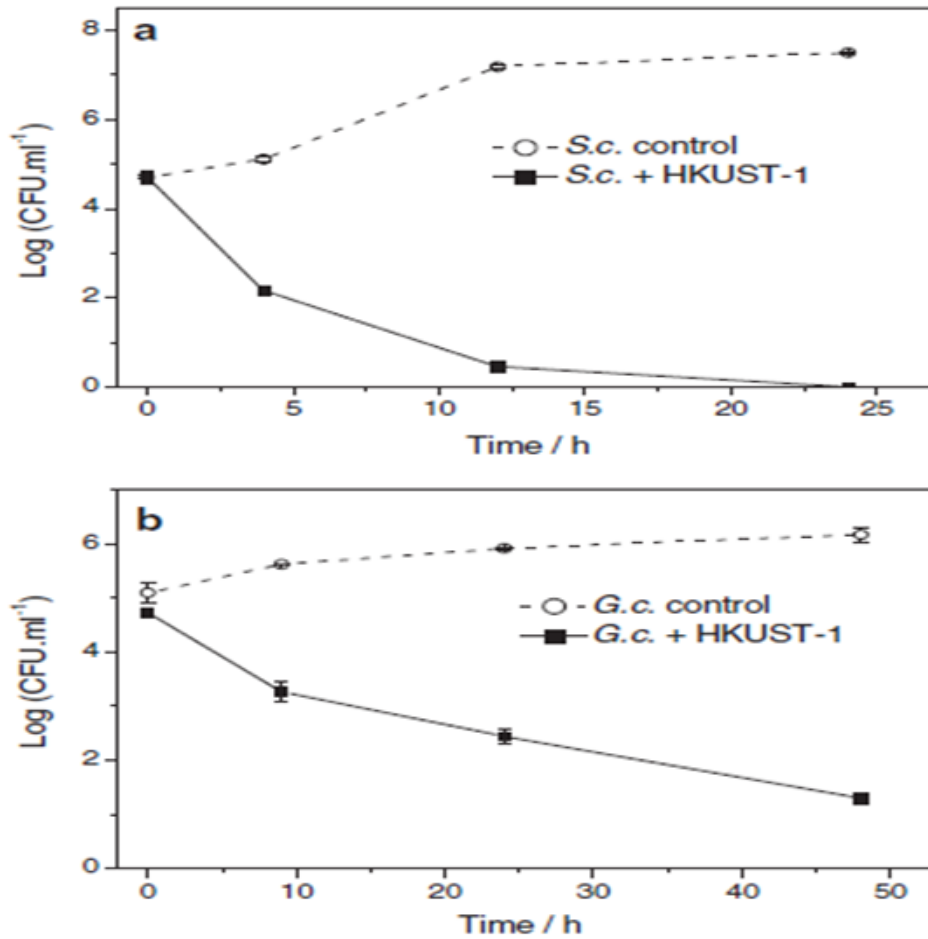 a
8
6
4
2
0
Log (CFU.ml⁻¹)
S.c. control
S.c. + HKUST-1
0 5 10 15 20 25
Time / h
b
6
4
2
0
Log (CFU.ml⁻¹)
G.c. control
G.c. + HKUST-1
0 10 20 30 40 50
Time / h